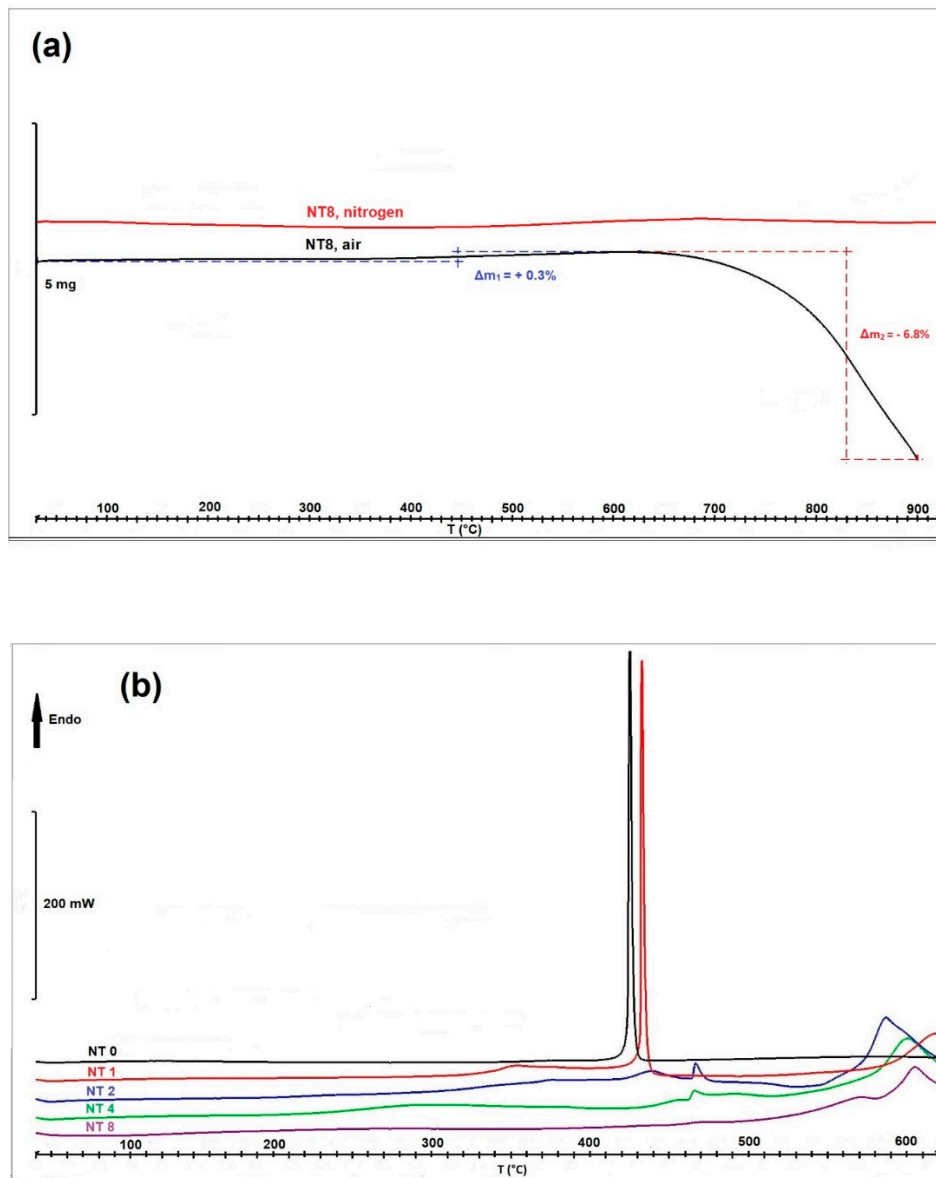 (a)
NT8, nitrogen
NT8, air
5 mg
Δm₁ = + 0.3%
Δm₂ = - 6.8%
100 200 300 400 500 600 700 800 900
T (°C)
(b)
Endo
200 mW
NT 0
NT 1
NT 2
NT 4
NT 8
100 200 300 400 500 600
T (°C)